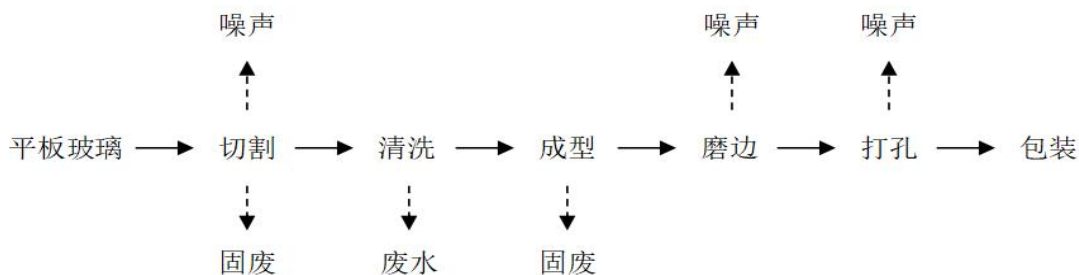 噪声 噪声 噪声
平板玻璃 切割 清洗 成型 磨边 打孔 包装
固废 废水 固废